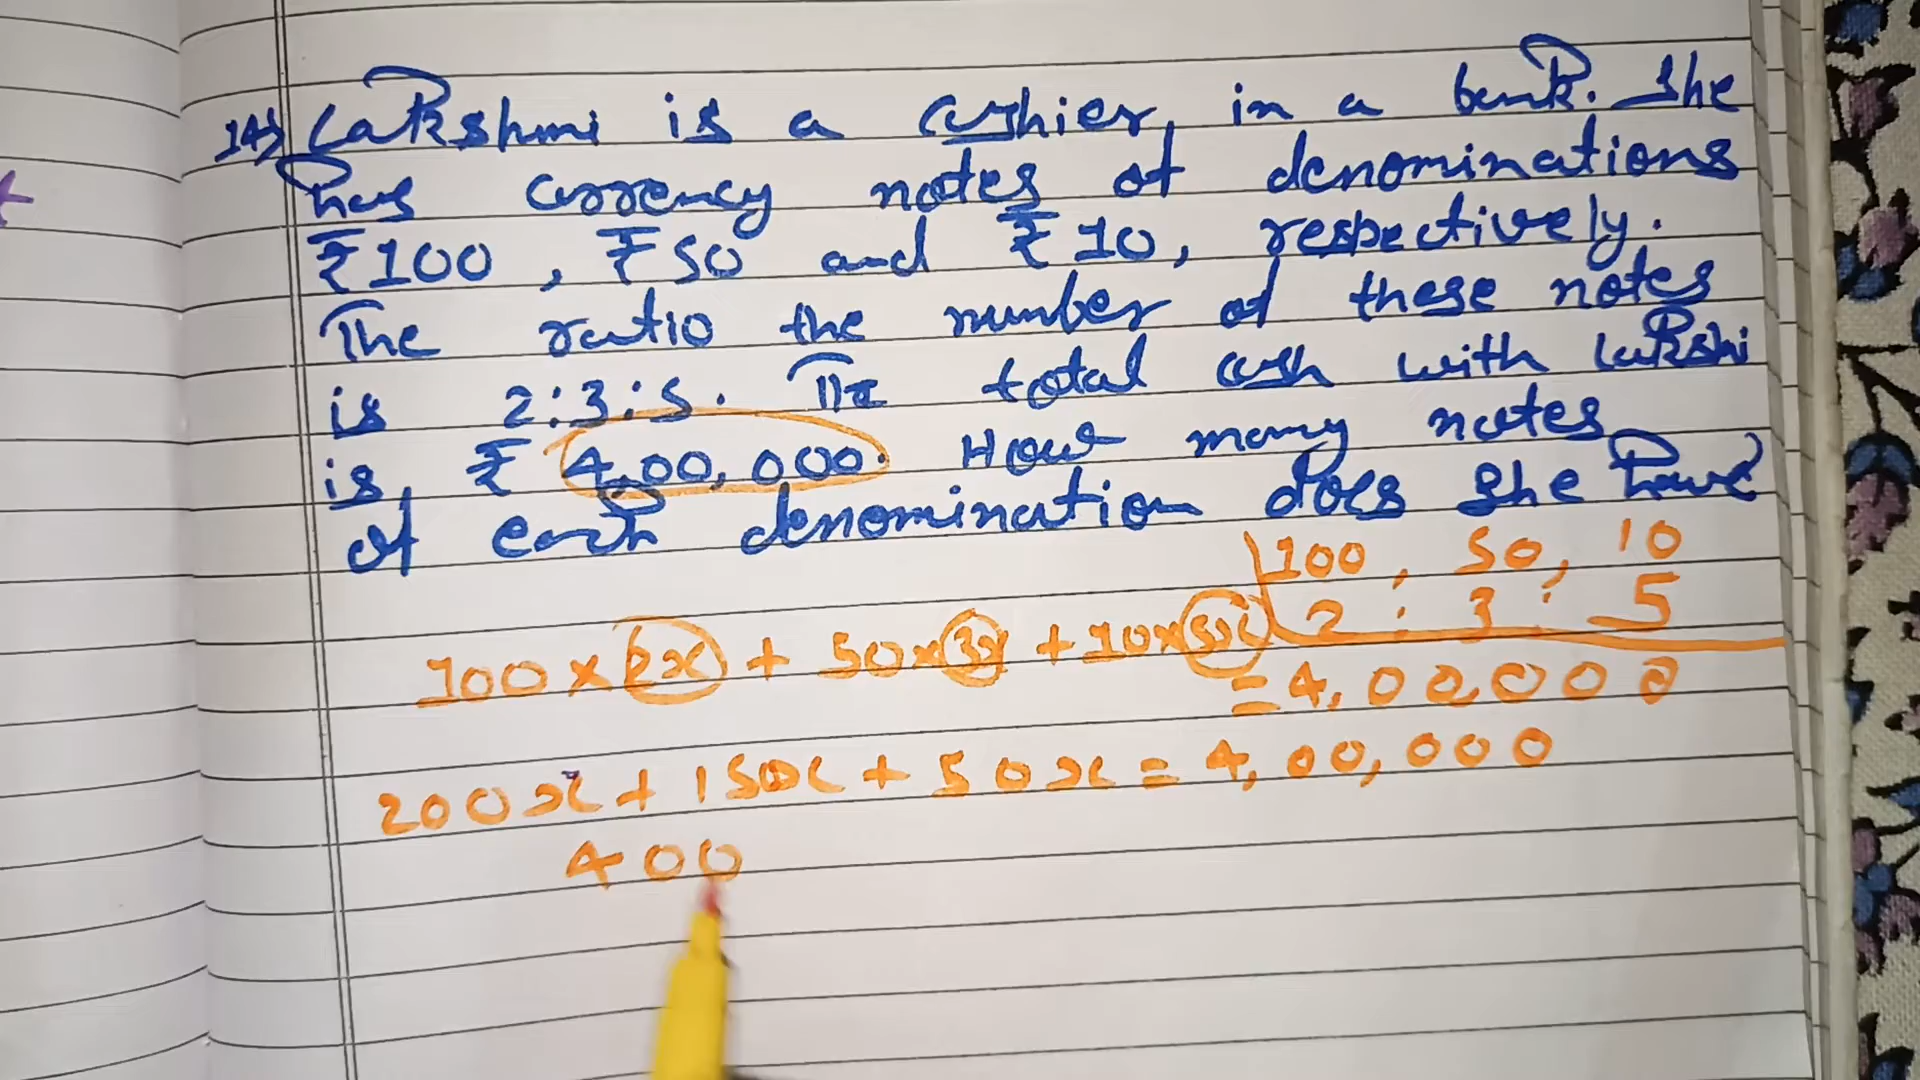 14) Lakshmi is a cashier, in a bank. She
has currency notes of denominations
₹100, ₹50 and ₹10, respectively.
The ratio the number of these notes
is 2:3:5. The total cash with Lakshi
is, ₹ 4,00,000. How many notes
of each denomination does she have
100, 50, 10
2 : 3 : 5
100 × 2x + 50 × 3x + 10 × 5x
= 4,00,000
200x + 150x + 50x = 4,00,000
400